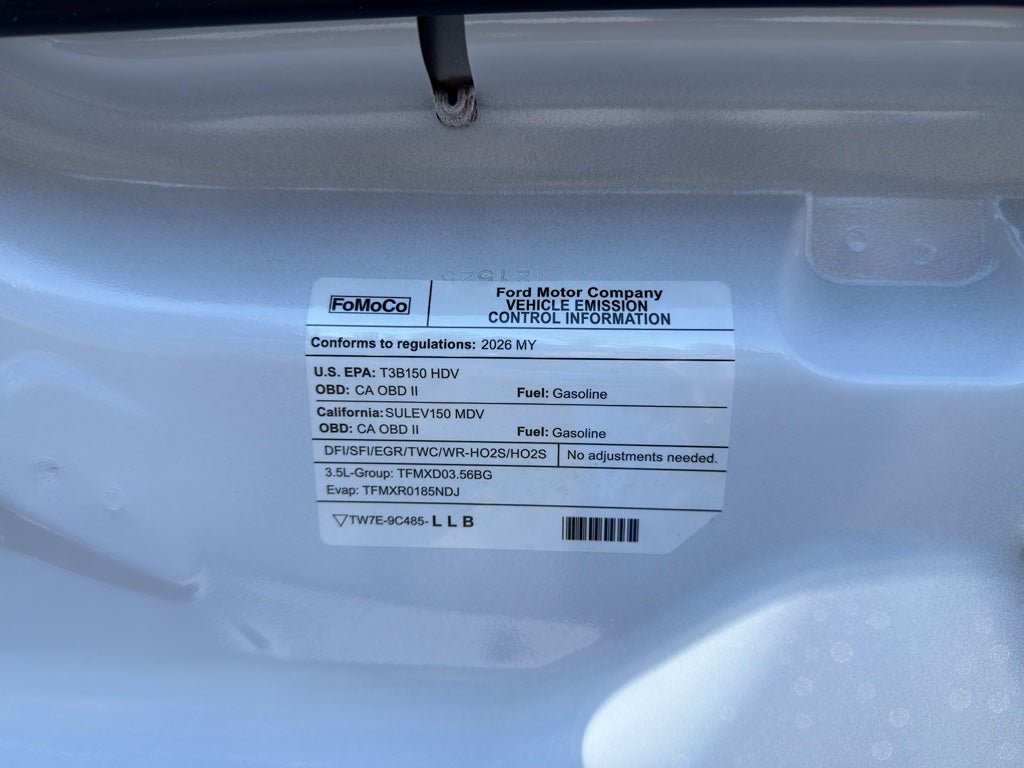 FoMoCo
Ford Motor Company
VEHICLE EMISSION
CONTROL INFORMATION
Conforms to regulations: 2026 MY
U.S. EPA: T3B150 HDV
OBD: CA OBD II Fuel: Gasoline
California: SULEV150 MDV
OBD: CA OBD II Fuel: Gasoline
DFI/SFI/EGR/TWC/WR-HO2S/HO2S No adjustments needed.
3.5L-Group: TFMXD03.56BG
Evap: TFMXR0185NDJ
TW7E-9C485- L L B